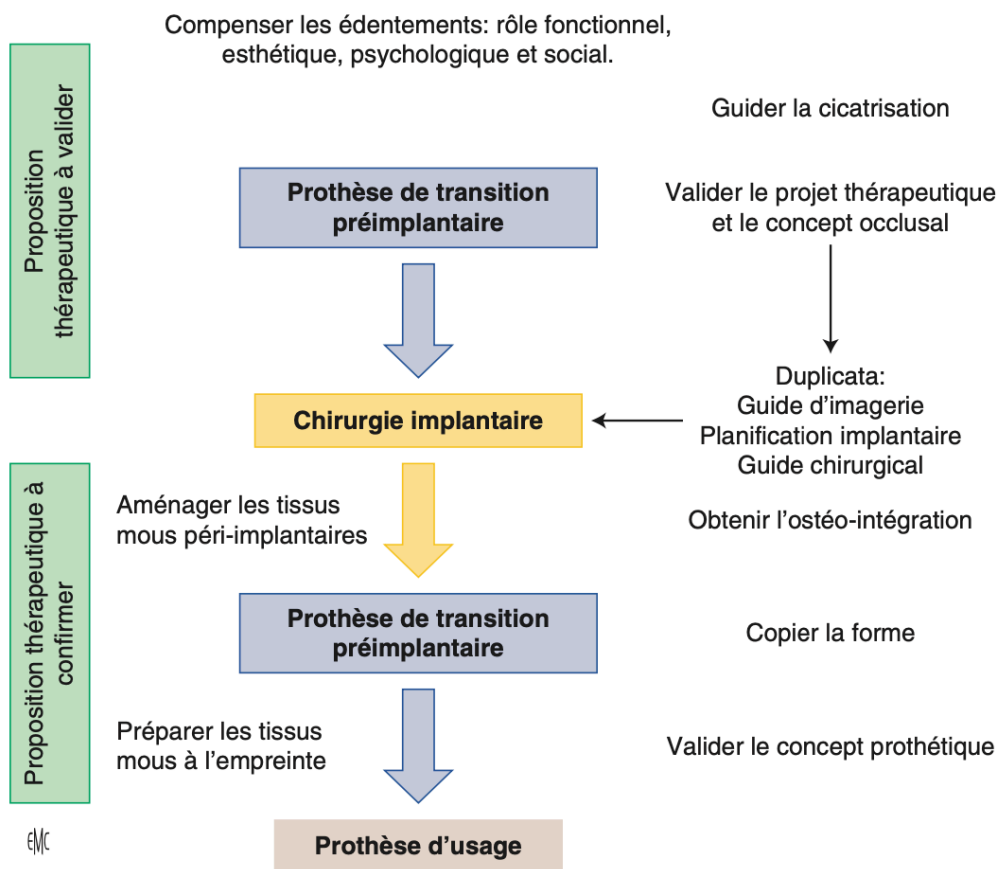 Compenser les édentements: rôle fonctionnel,
esthétique, psychologique et social.
Proposition
thérapeutique à valider
Guider la cicatrisation
Prothèse de transition
préimplantaire
Valider le projet thérapeutique
et le concept occlusal
Duplicata:
Guide d’imagerie
Planification implantaire
Guide chirurgical
Chirurgie implantaire
Proposition thérapeutique à
confirmer
Aménager les tissus
mous péri-implantaires
Obtenir l’ostéo-intégration
Prothèse de transition
préimplantaire
Copier la forme
Préparer les tissus
mous à l’empreinte
Valider le concept prothétique
Prothèse d’usage
EMC